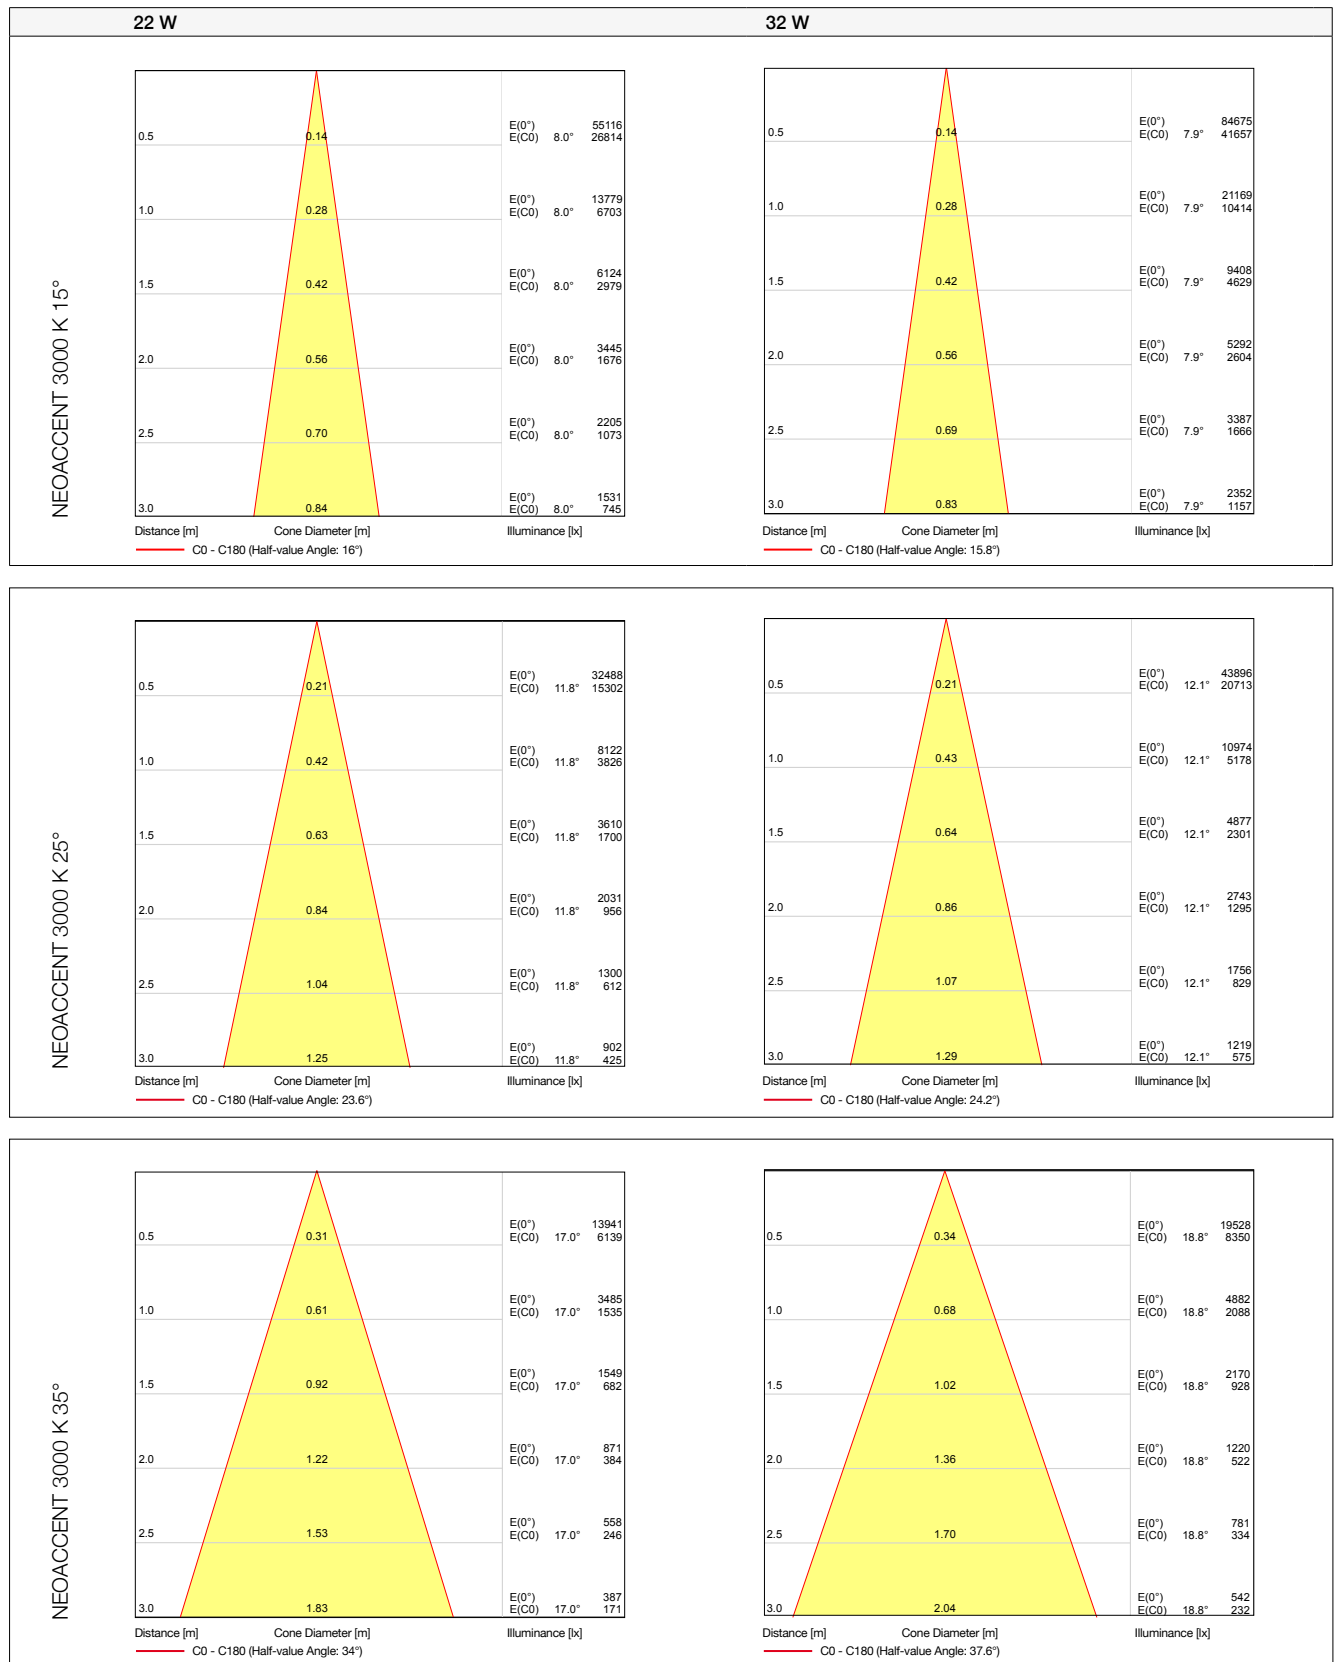 22 W
32 W
NEOACCENT 3000 K 15°
0.5 0.14 E(0°) 55116
E(C0) 8.0° 26814
1.0 0.28 E(0°) 13779
E(C0) 8.0° 6703
1.5 0.42 E(0°) 6124
E(C0) 8.0° 2979
2.0 0.56 E(0°) 3445
E(C0) 8.0° 1676
2.5 0.70 E(0°) 2205
E(C0) 8.0° 1073
3.0 0.84 E(0°) 1531
E(C0) 8.0° 745
Distance [m] Cone Diameter [m] Illuminance [lx]
C0 - C180 (Half-value Angle: 16°)
0.5 0.14 E(0°) 84675
E(C0) 7.9° 41657
1.0 0.28 E(0°) 21169
E(C0) 7.9° 10414
1.5 0.42 E(0°) 9408
E(C0) 7.9° 4629
2.0 0.56 E(0°) 5292
E(C0) 7.9° 2604
2.5 0.69 E(0°) 3387
E(C0) 7.9° 1666
3.0 0.83 E(0°) 2352
E(C0) 7.9° 1157
Distance [m] Cone Diameter [m] Illuminance [lx]
C0 - C180 (Half-value Angle: 15.8°)
NEOACCENT 3000 K 25°
0.5 0.21 E(0°) 32488
E(C0) 11.8° 15302
1.0 0.42 E(0°) 8122
E(C0) 11.8° 3826
1.5 0.63 E(0°) 3610
E(C0) 11.8° 1700
2.0 0.84 E(0°) 2031
E(C0) 11.8° 956
2.5 1.04 E(0°) 1300
E(C0) 11.8° 612
3.0 1.25 E(0°) 902
E(C0) 11.8° 425
Distance [m] Cone Diameter [m] Illuminance [lx]
C0 - C180 (Half-value Angle: 23.6°)
0.5 0.21 E(0°) 43896
E(C0) 12.1° 20713
1.0 0.43 E(0°) 10974
E(C0) 12.1° 5178
1.5 0.64 E(0°) 4877
E(C0) 12.1° 2301
2.0 0.86 E(0°) 2743
E(C0) 12.1° 1295
2.5 1.07 E(0°) 1756
E(C0) 12.1° 829
3.0 1.29 E(0°) 1219
E(C0) 12.1° 575
Distance [m] Cone Diameter [m] Illuminance [lx]
C0 - C180 (Half-value Angle: 24.2°)
NEOACCENT 3000 K 35°
0.5 0.31 E(0°) 13941
E(C0) 17.0° 6139
1.0 0.61 E(0°) 3485
E(C0) 17.0° 1535
1.5 0.92 E(0°) 1549
E(C0) 17.0° 682
2.0 1.22 E(0°) 871
E(C0) 17.0° 384
2.5 1.53 E(0°) 558
E(C0) 17.0° 246
3.0 1.83 E(0°) 387
E(C0) 17.0° 171
Distance [m] Cone Diameter [m] Illuminance [lx]
C0 - C180 (Half-value Angle: 34°)
0.5 0.34 E(0°) 19528
E(C0) 18.8° 8350
1.0 0.68 E(0°) 4882
E(C0) 18.8° 2088
1.5 1.02 E(0°) 2170
E(C0) 18.8° 928
2.0 1.36 E(0°) 1220
E(C0) 18.8° 522
2.5 1.70 E(0°) 781
E(C0) 18.8° 334
3.0 2.04 E(0°) 542
E(C0) 18.8° 232
Distance [m] Cone Diameter [m] Illuminance [lx]
C0 - C180 (Half-value Angle: 37.6°)